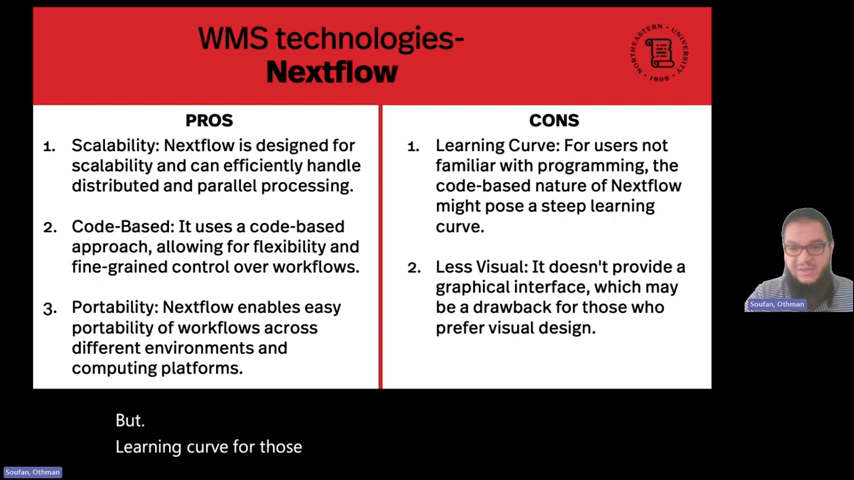 WMS technologies-
Nextflow
NORTHEASTERN UNIVERSITY
1898
PROS
1. Scalability: Nextflow is designed for
scalability and can efficiently handle
distributed and parallel processing.
2. Code-Based: It uses a code-based
approach, allowing for flexibility and
fine-grained control over workflows.
3. Portability: Nextflow enables easy
portability of workflows across
different environments and
computing platforms.
CONS
1. Learning Curve: For users not
familiar with programming, the
code-based nature of Nextflow
might pose a steep learning
curve.
2. Less Visual: It doesn't provide a
graphical interface, which may
be a drawback for those who
prefer visual design.
Soufan, Othman
But.
Learning curve for those
Soufan, Othman